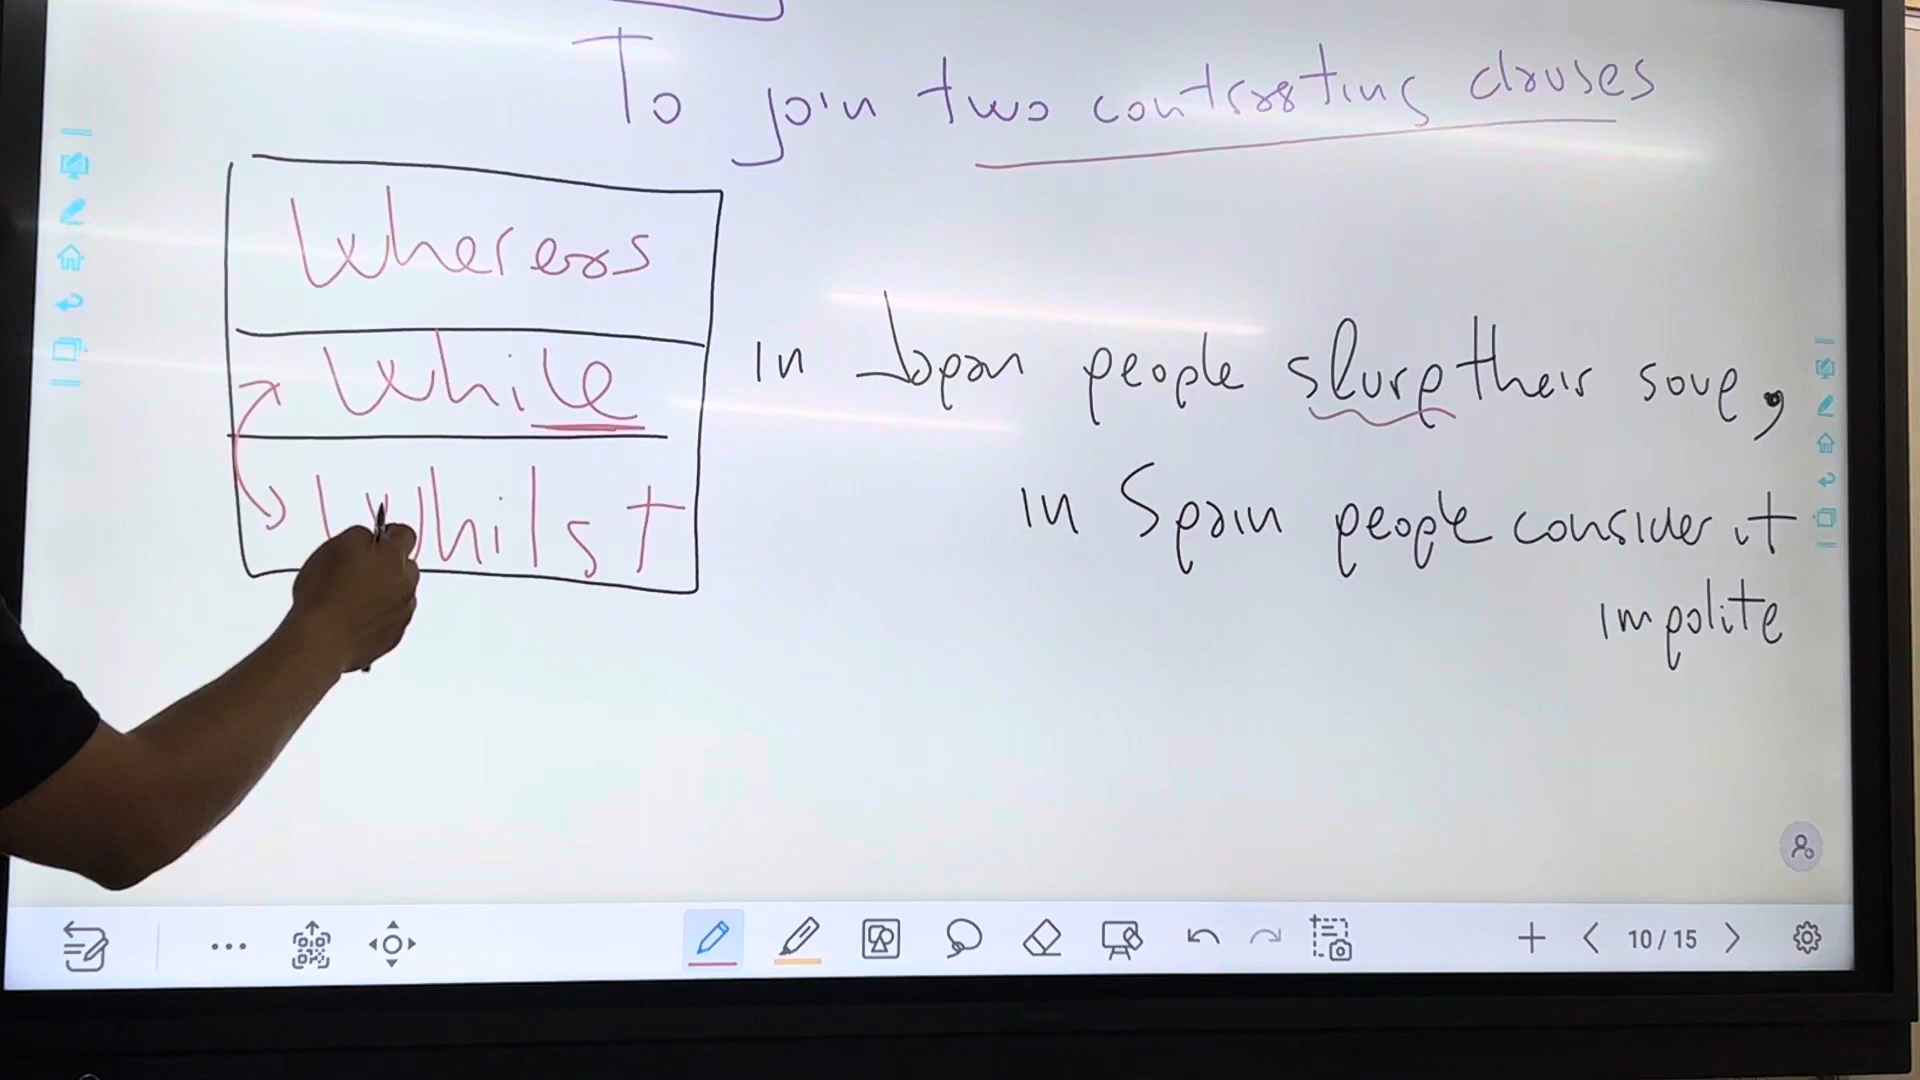 To join two contrasting clauses
Whereas
While
Whilst
in Japan people slurp their soup,
in Spain people consider it
impolite
10/15